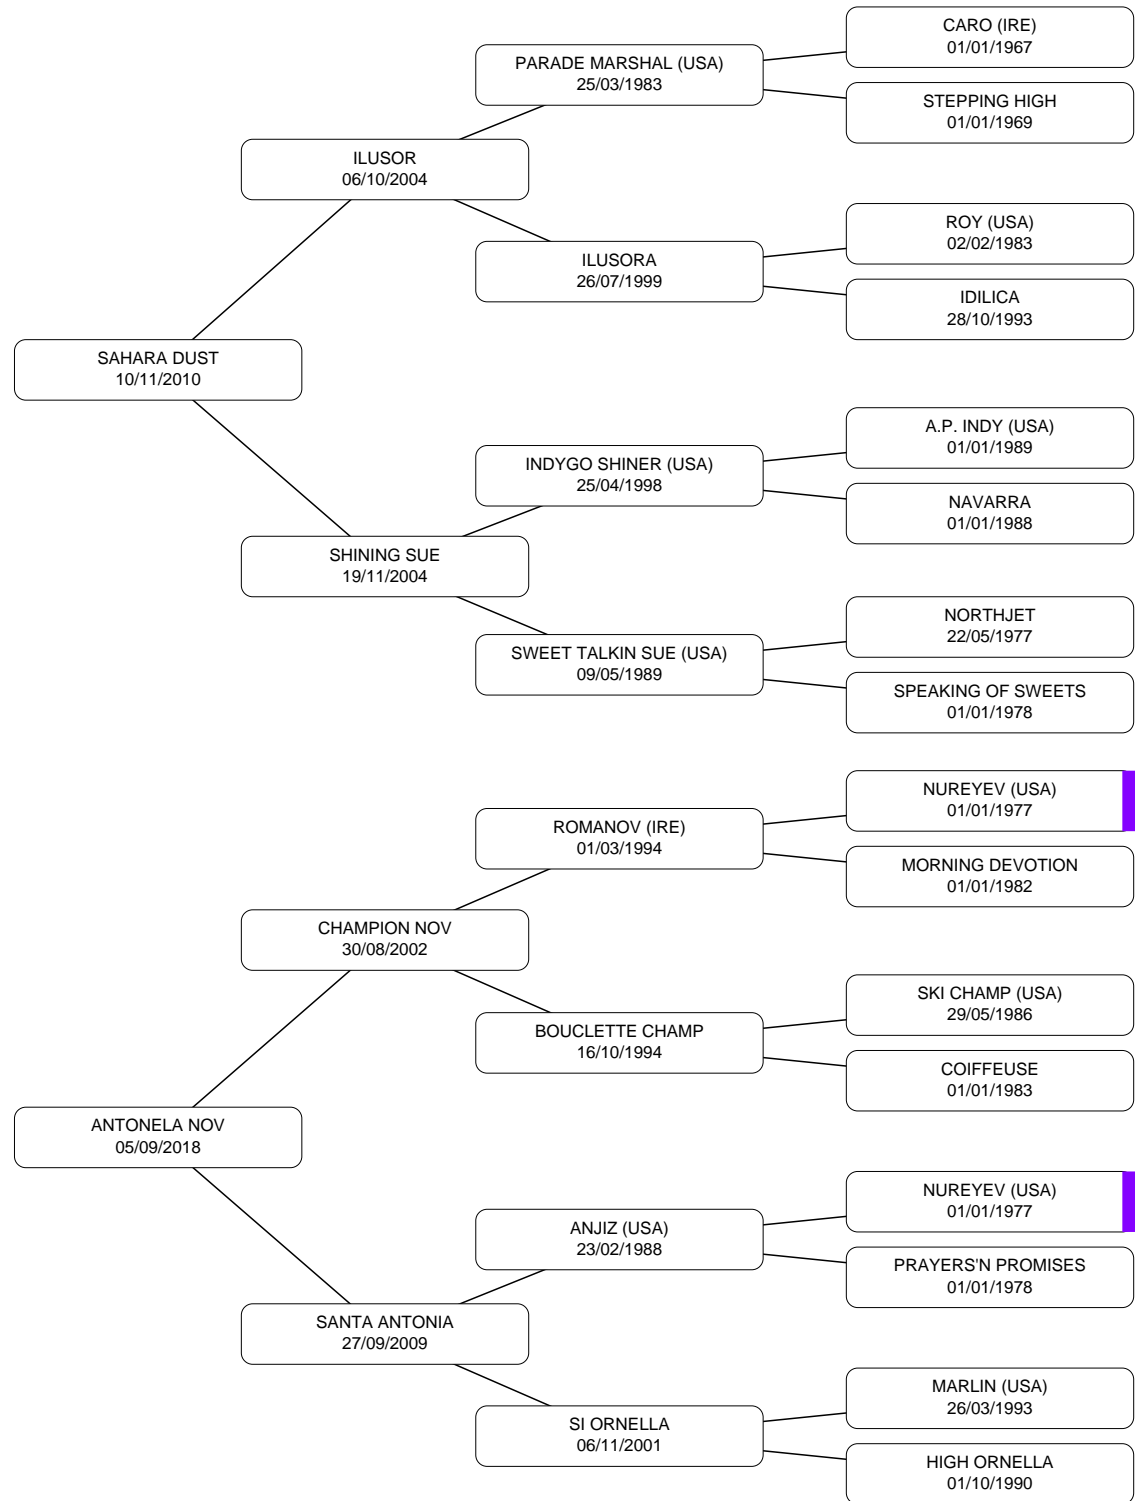 CARO (IRE)
01/01/1967
PARADE MARSHAL (USA)
25/03/1983
STEPPING HIGH
01/01/1969
ILUSOR
06/10/2004
ROY (USA)
02/02/1983
ILUSORA
26/07/1999
IDILICA
28/10/1993
SAHARA DUST
10/11/2010
A.P. INDY (USA)
01/01/1989
INDYGO SHINER (USA)
25/04/1998
NAVARRA
01/01/1988
SHINING SUE
19/11/2004
NORTHJET
22/05/1977
SWEET TALKIN SUE (USA)
09/05/1989
SPEAKING OF SWEETS
01/01/1978
NUREYEV (USA)
01/01/1977
ROMANOV (IRE)
01/03/1994
MORNING DEVOTION
01/01/1982
CHAMPION NOV
30/08/2002
SKI CHAMP (USA)
29/05/1986
BOUCLETTE CHAMP
16/10/1994
COIFFEUSE
01/01/1983
ANTONELA NOV
05/09/2018
NUREYEV (USA)
01/01/1977
ANJIZ (USA)
23/02/1988
PRAYERS'N PROMISES
01/01/1978
SANTA ANTONIA
27/09/2009
MARLIN (USA)
26/03/1993
SI ORNELLA
06/11/2001
HIGH ORNELLA
01/10/1990